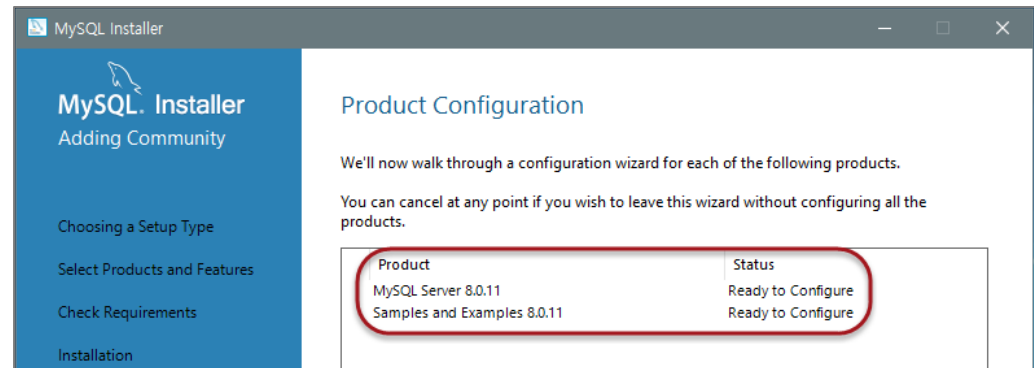 MySQL Installer
MySQL. Installer
Adding Community
Choosing a Setup Type
Select Products and Features
Check Requirements
Installation
Product Configuration
We'll now walk through a configuration wizard for each of the following products.
You can cancel at any point if you wish to leave this wizard without configuring all the
products.
Product Status
MySQL Server 8.0.11 Ready to Configure
Samples and Examples 8.0.11 Ready to Configure